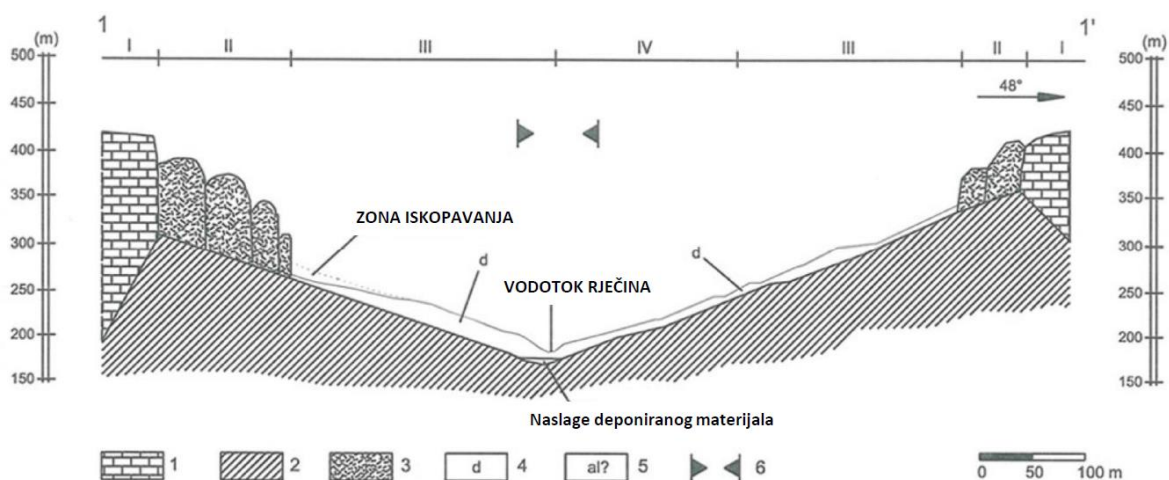 1 1'
(m) I II III IV III II I (m)
500 500
48°
450 450
400 400
350 350
ZONA ISKOPAVANJA
300 300
d d
250 VODOTOK RJEČINA 250
200 200
150 150
Naslage deponiranog materijala
1 2 3 d 4 al? 5 6 0 50 100 m